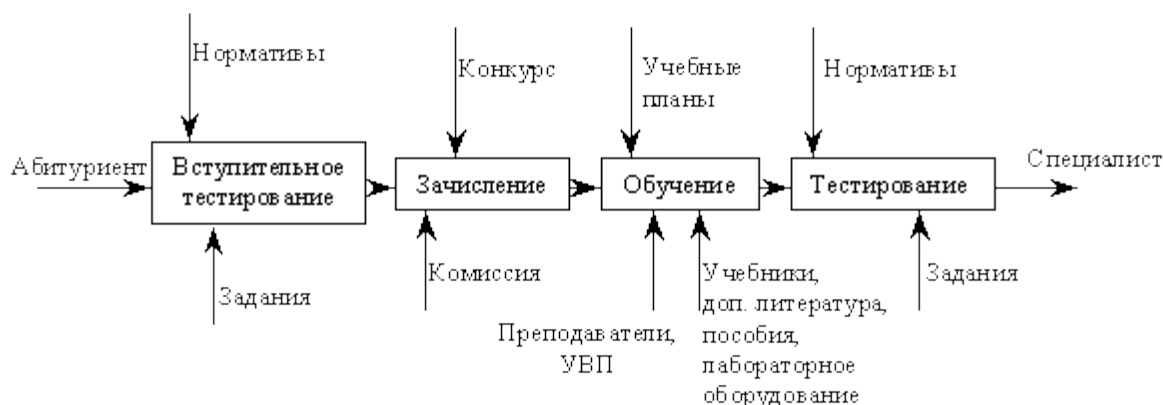 Нормативы
Конкурс
Учебные
планы
Нормативы
Абитуриент
Вступительное
тестирование
Зачисление
Обучение
Тестирование
Специалист
Задания
Комиссия
Преподаватели,
УВП
Учебники,
доп. литература,
пособия,
лабораторное
оборудование
Задания